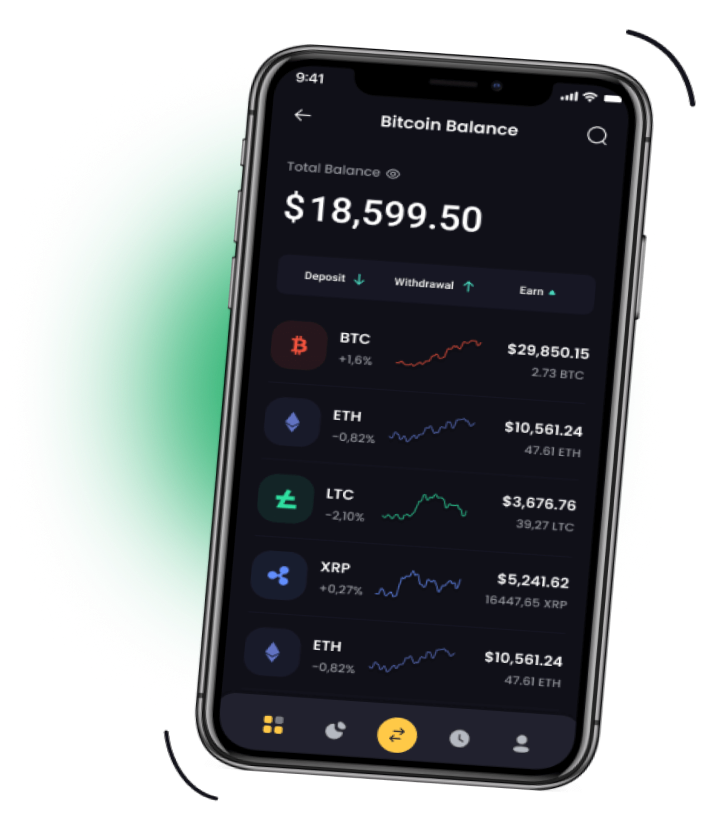 9:41
Bitcoin Balance
Total Balance
$18,599.50
Deposit Withdrawal Earn
BTC $29,850.15
+1,6% 2.73 BTC
ETH $10,561.24
-0,82% 47.61 ETH
LTC $3,676.76
-2,10% 39,27 LTC
XRP $5,241.62
+0,27% 16447,65 XRP
ETH $10,561.24
-0,82% 47.61 ETH